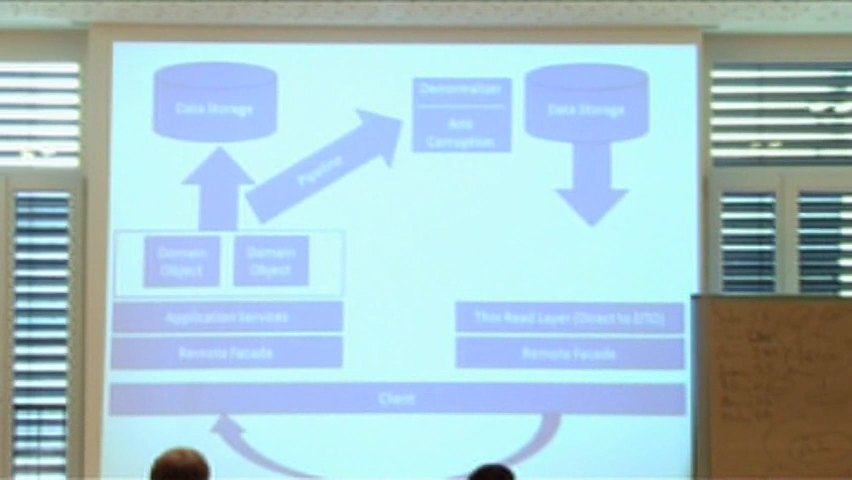 Data Storage
Denormalizer
Anti
Corruption
Data Storage
Pipeline
Domain
Object
Domain
Object
Application Services
Remote Facade
Thin Read Layer (Direct to DTO)
Remote Facade
Client